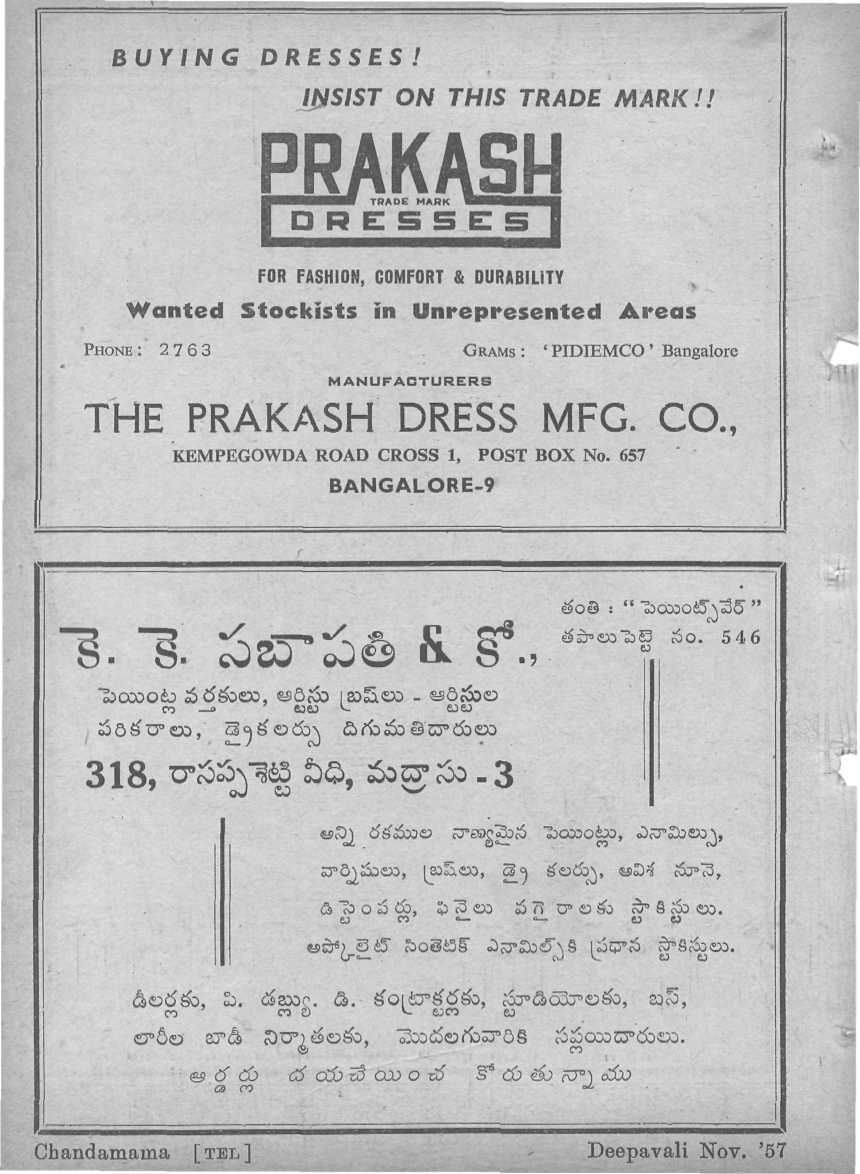 BUYING DRESSES!
INSIST ON THIS TRADE MARK!!
PRAKASH
TRADE MARK
DRESSES
FOR FASHION, COMFORT & DURABILITY
Wanted Stockists in Unrepresented Areas
PHONE: 2763 GRAMS: 'PIDIEMCO' Bangalore
MANUFACTURERS
THE PRAKASH DRESS MFG. CO.,
KEMPEGOWDA ROAD CROSS 1, POST BOX No. 657
BANGALORE-9
తంతి : "పెయింట్స్‌వేర్"
తపాలుపెట్టె నం. 546
కె. కె. సబాపతి & కో.,
పెయింట్ల వర్తకులు, ఆర్టిస్టు బ్రష్‌లు - ఆర్టిస్టుల
పరికరాలు, డ్రైకలర్సు దిగుమతిదారులు
318, రాసప్పశెట్టి వీధి, మద్రాసు - 3
అన్ని రకముల నాణ్యమైన పెయింట్లు, ఎనామిల్సు,
వార్నిషులు, బ్రష్‌లు, డ్రై కలర్సు, అవిశ నూనె,
డిస్టెంపర్లు, ఫినైలు వగైరాలకు స్టాకిస్టులు.
అప్కోలైట్ సింతెటిక్ ఎనామిల్స్‌కి ప్రధాన స్టాకిస్టులు.
డీలర్లకు, పి. డబ్ల్యు. డి. కంట్రాక్టర్లకు, స్టూడియోలకు, బస్,
లారీల బాడీ నిర్మాతలకు, మొదలగువారికి సప్లయిదారులు.
ఆర్డర్లు దయచేయించ కోరుతున్నాము
Chandamama [TEL] Deepavali Nov. '57